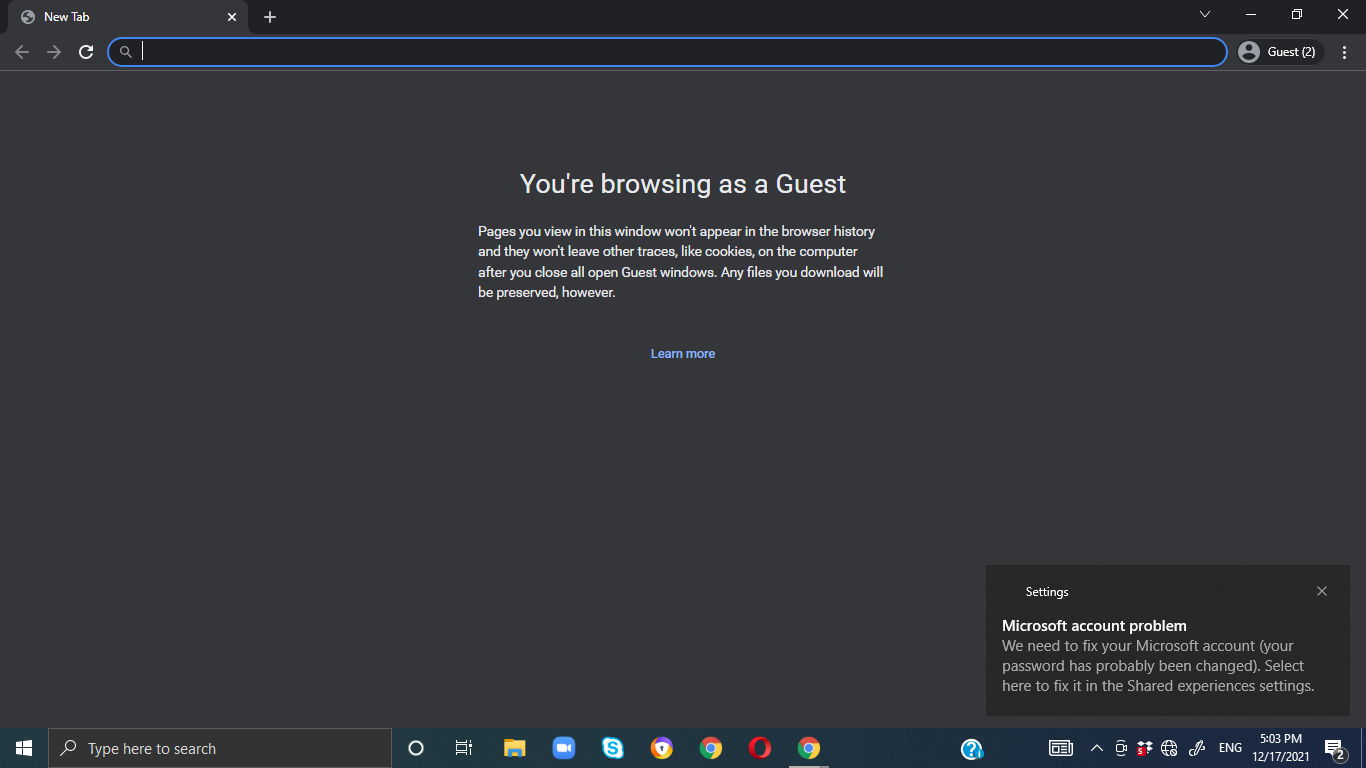 New Tab
Guest (2)
You're browsing as a Guest
Pages you view in this window won't appear in the browser history
and they won't leave other traces, like cookies, on the computer
after you close all open Guest windows. Any files you download will
be preserved, however.
Learn more
Settings
Microsoft account problem
We need to fix your Microsoft account (your
password has probably been changed). Select
here to fix it in the Shared experiences settings.
Type here to search
5
ENG
5:03 PM
12/17/2021
2